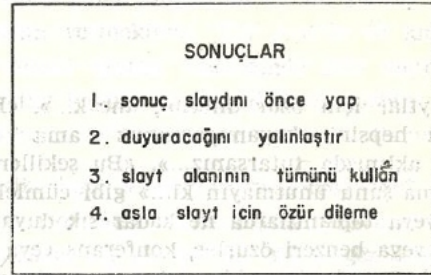 SONUÇLAR
1- sonuç slaydını önce yap
2. duyuracağını yalınlaştır
3. slayt alanının tümünü kullan
4. asla slayt için özür dileme